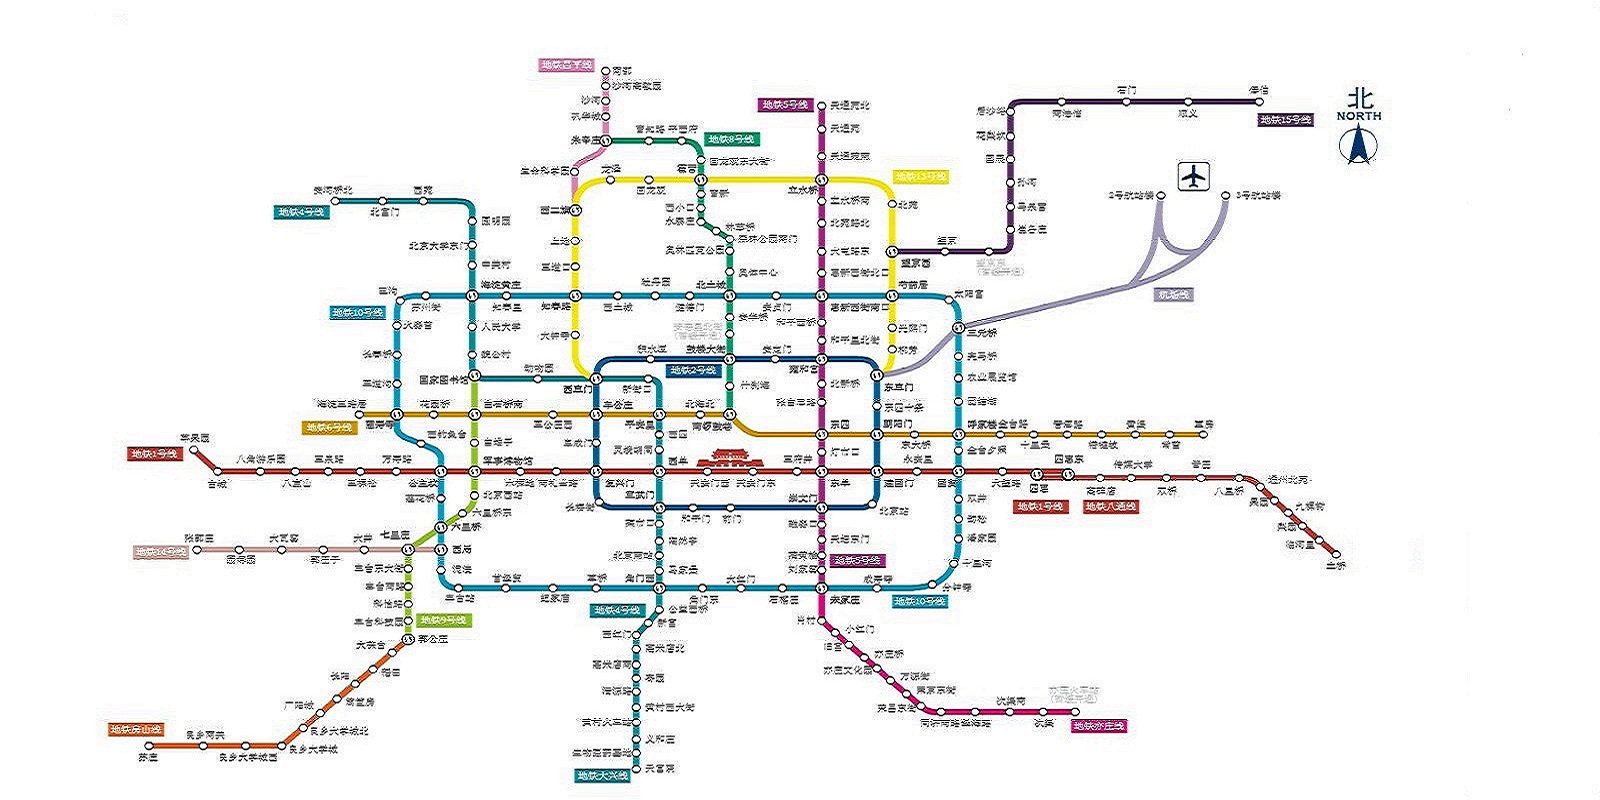 地铁昌平线
南邵
沙河高教园
沙河
巩华城
朱辛庄
生命科学园
西二旗
育知路
平西府
地铁8号线
回龙观东大街
霍营
育新
西小口
永泰庄
林萃桥
森林公园南门
奥林匹克公园
奥体中心
北土城
安华桥
地铁5号线
天通苑北
天通苑
天通苑南
立水桥
立水桥南
北苑路北
大屯路东
惠新西街北口
惠新西街南口
和平西桥
和平里北街
雍和宫
北新桥
张自忠路
东四
灯市口
东单
崇文门
磁器口
天坛东门
蒲黄榆
刘家窑
宋家庄
地铁5号线
地铁13号线
龙泽
回龙观
北苑
望京西
芍药居
光熙门
柳芳
东直门
上地
五道口
知春路
大钟寺
西直门
地铁15号线
俸伯
顺义
石门
南法信
后沙峪
花梨坎
国展
孙河
马泉营
崔各庄
望京东
望京
北
NORTH
2号航站楼
3号航站楼
机场线
三元桥
地铁4号线
安河桥北
北宫门
西苑
圆明园
北京大学东门
中关村
海淀黄庄
人民大学
魏公村
国家图书馆
动物园
新街口
平安里
西四
灵境胡同
西单
宣武门
菜市口
陶然亭
北京南站
马家堡
角门西
公益西桥
地铁4号线
地铁10号线
巴沟
苏州街
知春里
西土城
牡丹园
健德门
安贞门
太阳宫
亮马桥
农业展览馆
团结湖
呼家楼
金台夕照
国贸
双井
劲松
潘家园
十里河
分钟寺
成寿寺
地铁10号线
石榴庄
大红门
角门东
草桥
纪家庙
首经贸
丰台站
泥洼
西局
六里桥
莲花桥
公主坟
西钓鱼台
慈寿寺
车道沟
长春桥
火器营
地铁2号线
积水潭
鼓楼大街
安定门
东四十条
朝阳门
建国门
北京站
前门
和平门
长椿街
复兴门
阜成门
车公庄
什刹海
南锣鼓巷
地铁6号线
海淀五路居
花园桥
白石桥南
车公庄西
北海北
东大桥
金台路
十里堡
青年路
褡裢坡
黄渠
常营
草房
地铁1号线
苹果园
古城
八角游乐园
八宝山
玉泉路
五棵松
万寿路
军事博物馆
木樨地
南礼士路
天安门西
天安门东
王府井
永安里
大望路
四惠
四惠东
地铁1号线
地铁八通线
高碑店
传媒大学
双桥
管庄
八里桥
通州北苑
果园
九棵树
梨园
临河里
土桥
白堆子
北京西站
六里桥东
七里庄
丰台东大街
丰台南路
科怡路
丰台科技园
郭公庄
地铁9号线
地铁14号线
张郭庄
园博园
大瓦窑
郭庄子
大井
地铁房山线
苏庄
良乡南关
良乡大学城西
良乡大学城
良乡大学城北
广阳城
篱笆房
长阳
稻田
大葆台
新宫
西红门
高米店北
高米店南
枣园
清源路
黄村西大街
黄村火车站
义和庄
生物医药基地
天宫院
地铁大兴线
肖村
小红门
旧宫
亦庄桥
亦庄文化园
万源街
荣京东街
荣昌东街
同济南路
经海路
次渠南
次渠
亦庄火车站
地铁亦庄线